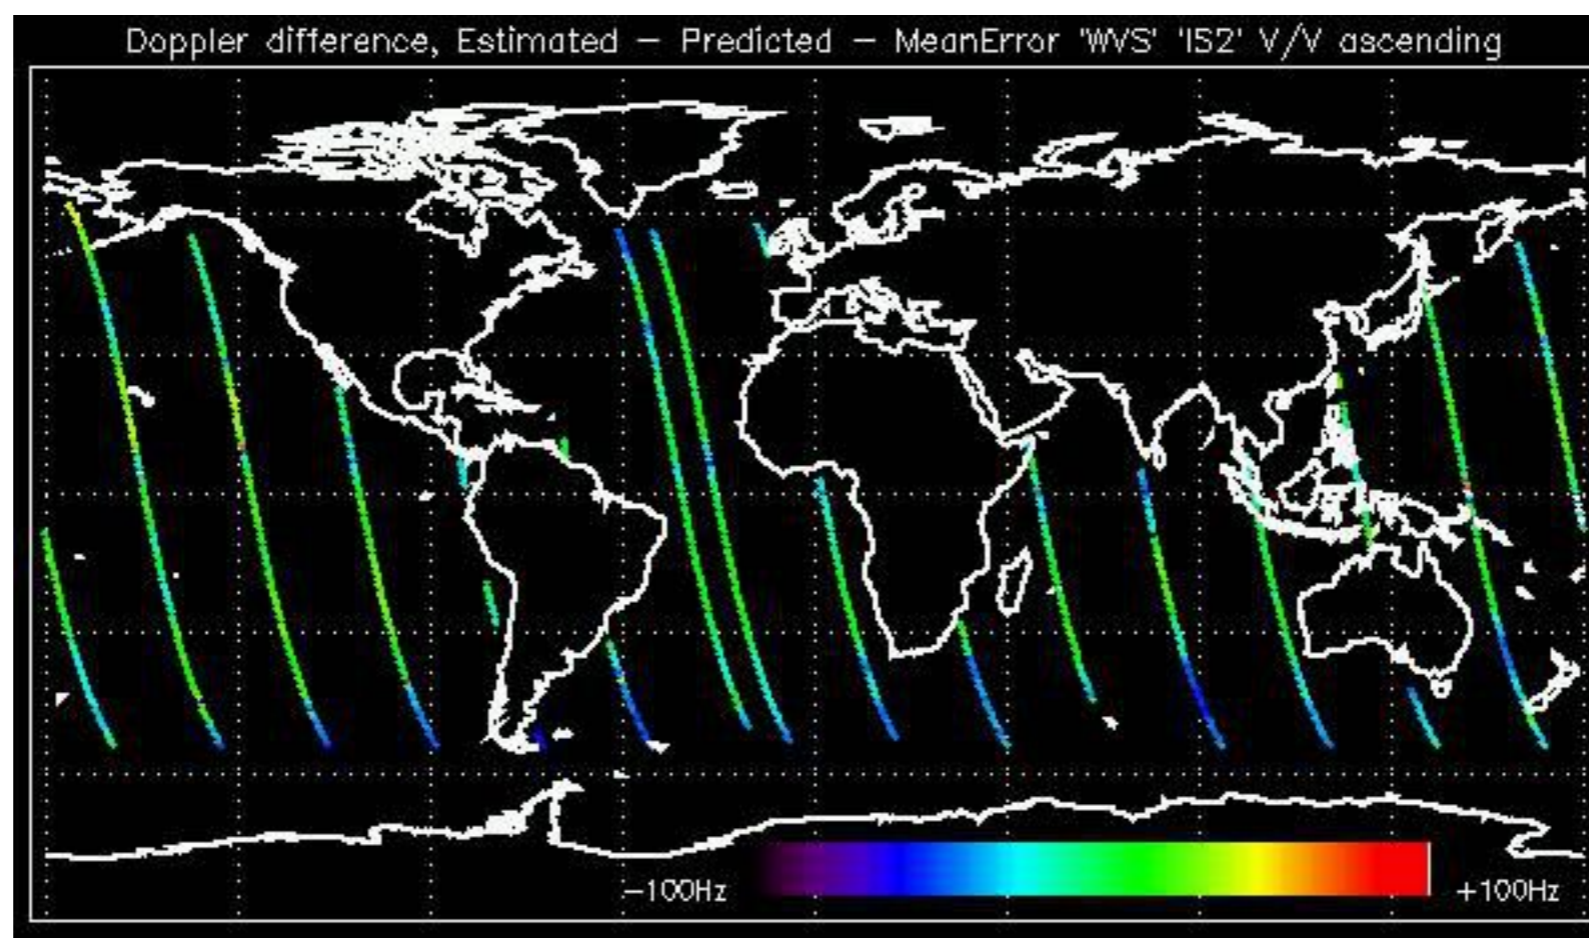 Doppler difference, Estimated — Predicted — MeanError 'WVS' 'IS2' V/V ascending
−100Hz
+100Hz